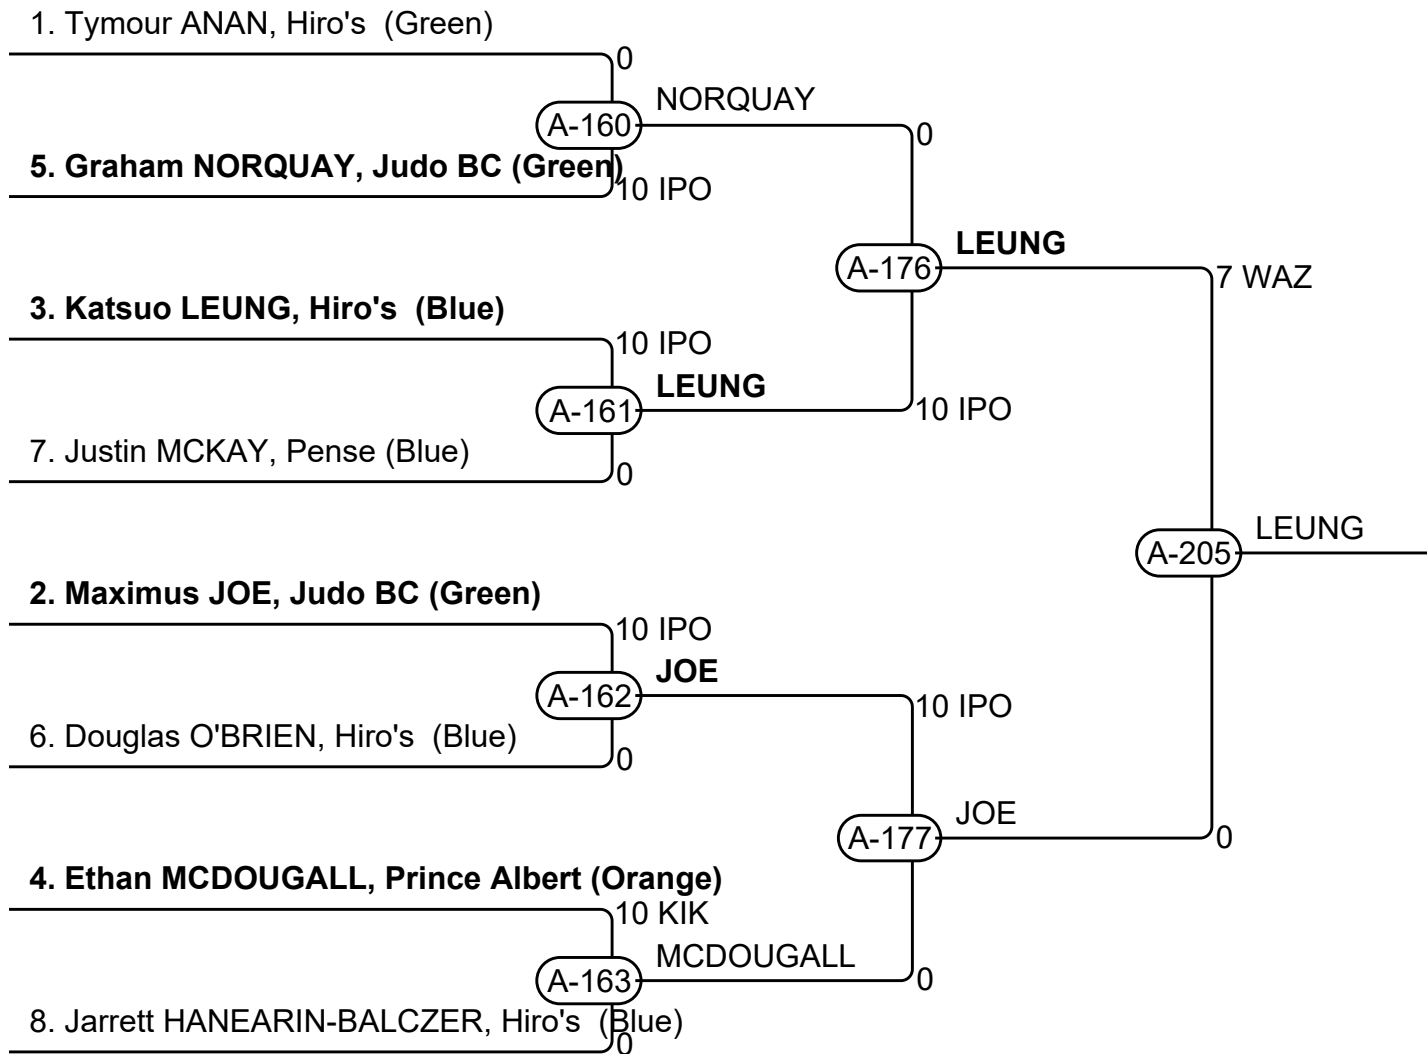 1. Tymour ANAN, Hiro's  (Green)
0
NORQUAY
A-160
0
5. Graham NORQUAY, Judo BC (Green)
10 IPO
LEUNG
A-176
7 WAZ
3. Katsuo LEUNG, Hiro's  (Blue)
10 IPO
LEUNG
A-161
10 IPO
7. Justin MCKAY, Pense (Blue)
0
LEUNG
A-205
2. Maximus JOE, Judo BC (Green)
10 IPO
JOE
A-162
10 IPO
6. Douglas O'BRIEN, Hiro's  (Blue)
0
JOE
A-177
0
4. Ethan MCDOUGALL, Prince Albert (Orange)
10 KIK
MCDOUGALL
A-163
0
8. Jarrett HANEARIN-BALCZER, Hiro's  (Blue)
0